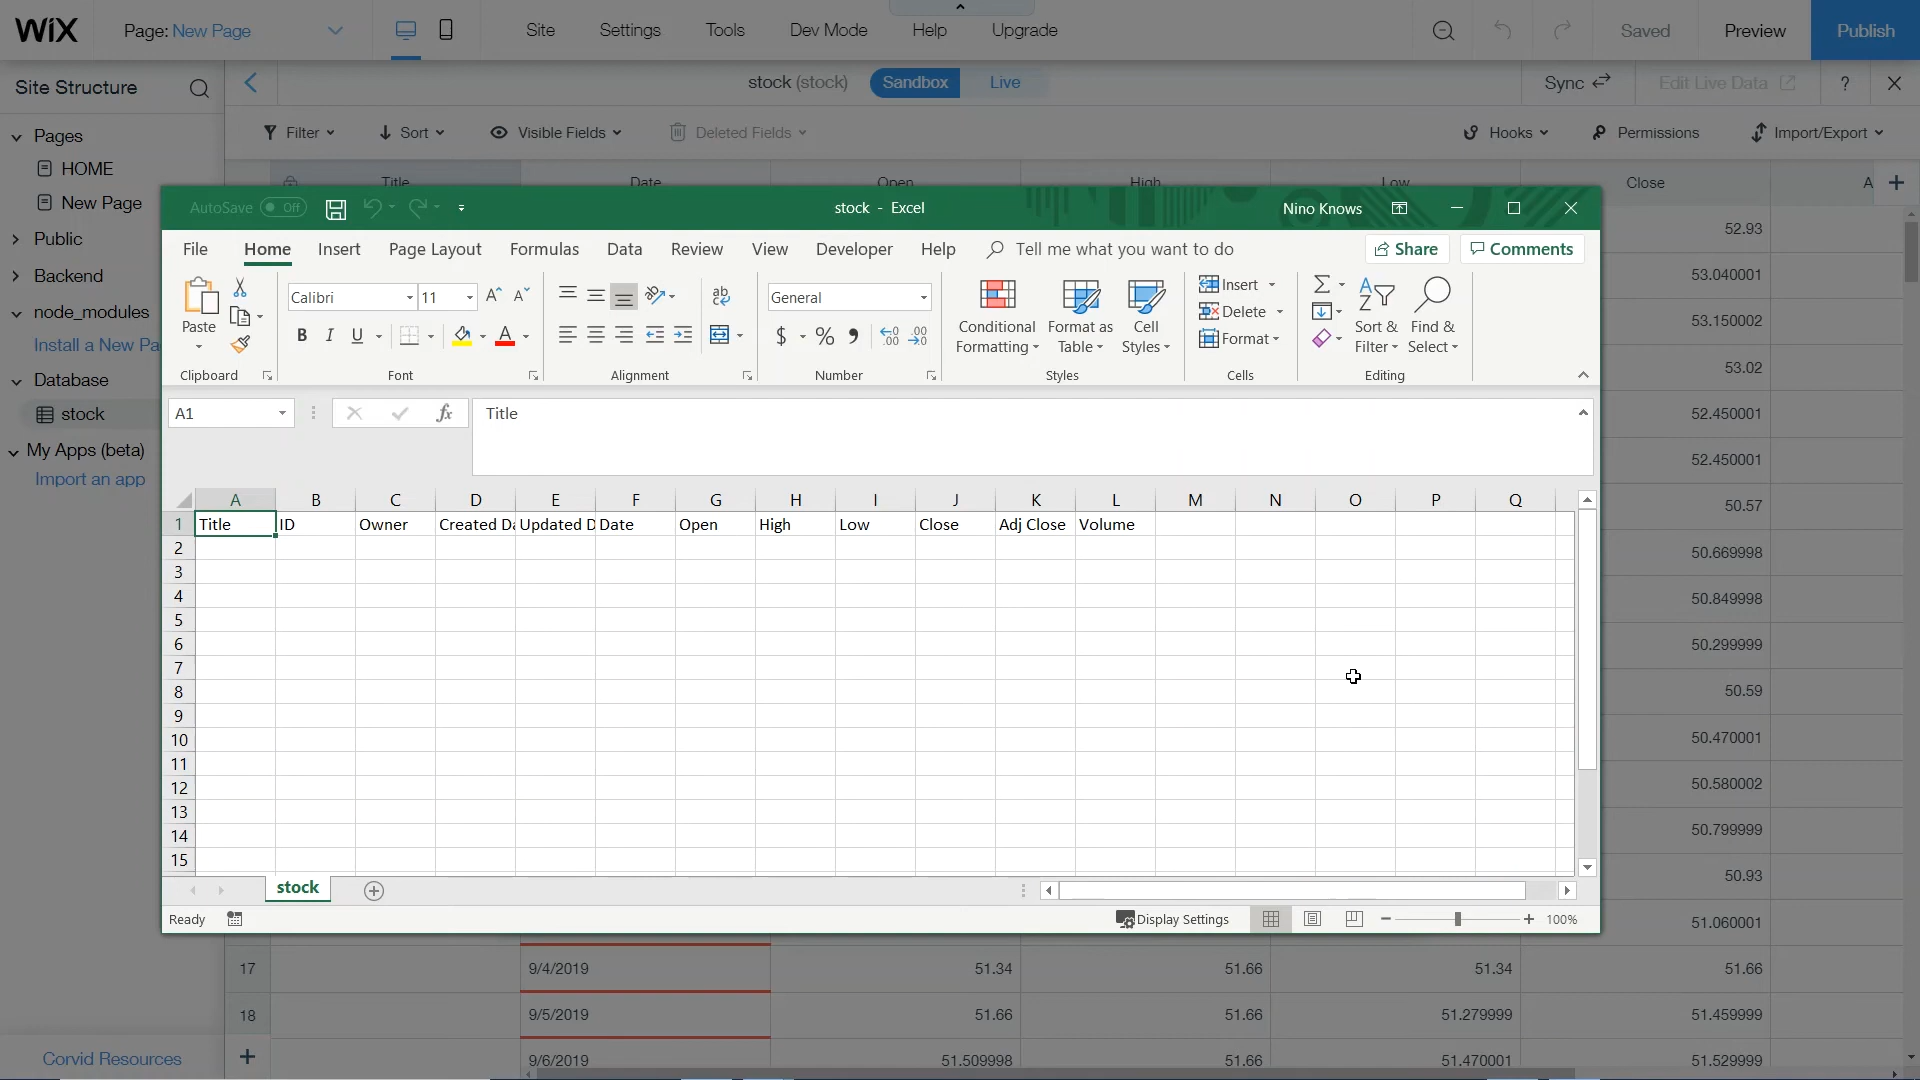 WiX Page: New Page Site Settings Tools Dev Mode Help Upgrade Saved Preview Publish
Site Structure stock (stock) Sandbox Live Sync Edit Live Data ?
Filter Sort Visible Fields Deleted Fields Hooks Permissions Import/Export
Pages
HOME
New Page
Public
Backend
node_modules
Install a New Pa
Database
stock
My Apps (beta)
Import an app
Corvid Resources
Title Date Open High Low Close A
AutoSave Off stock - Excel Nino Knows
File Home Insert Page Layout Formulas Data Review View Developer Help Tell me what you want to do Share Comments
Paste
Calibri 11
B I U
ab
General
$ % 9
Conditional Formatting
Format as Table
Cell Styles
Insert
Delete
Format
Sort & Filter
Find & Select
Clipboard Font Alignment Number Styles Cells Editing
A1 fx Title
A B C D E F G H I J K L M N O P Q
1 Title ID Owner Created Da Updated D Date Open High Low Close Adj Close Volume
2
3
4
5
6
7
8
9
10
11
12
13
14
15
stock
Ready Display Settings 100%
52.93
53.040001
53.150002
53.02
52.450001
52.450001
50.57
50.669998
50.849998
50.299999
50.59
50.470001
50.580002
50.799999
50.93
51.060001
17 9/4/2019 51.34 51.66 51.34 51.66
18 9/5/2019 51.66 51.66 51.279999 51.459999
9/6/2019 51.509998 51.66 51.470001 51.529999